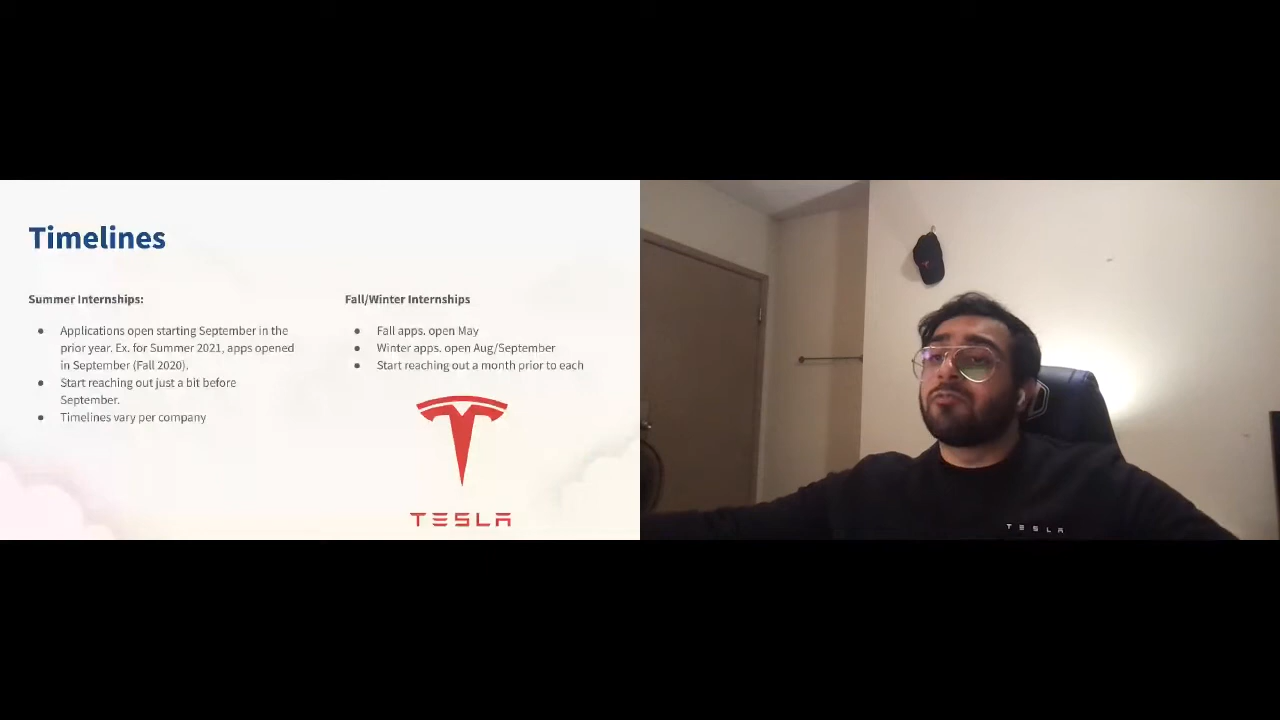 Timelines
Summer Internships:
● Applications open starting September in the
prior year. Ex. for Summer 2021, apps opened
in September (Fall 2020).
● Start reaching out just a bit before
September.
● Timelines vary per company
Fall/Winter Internships
● Fall apps. open May
● Winter apps. open Aug/September
● Start reaching out a month prior to each
TESLA
TESLA